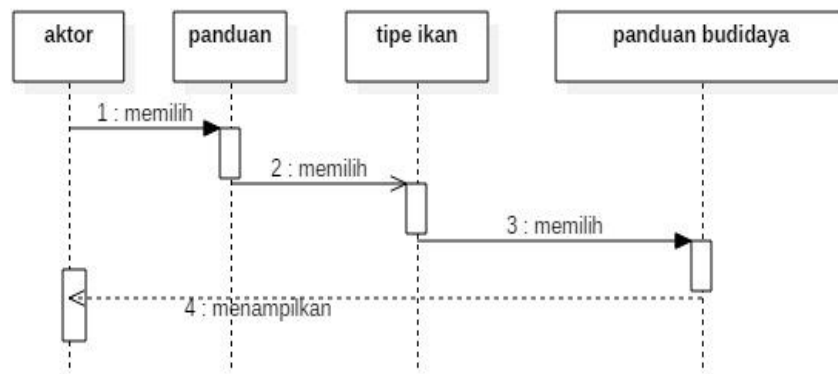 aktor
panduan
tipe ikan
panduan budidaya
1 : memilih
2 : memilih
3 : memilih
4 : menampilkan